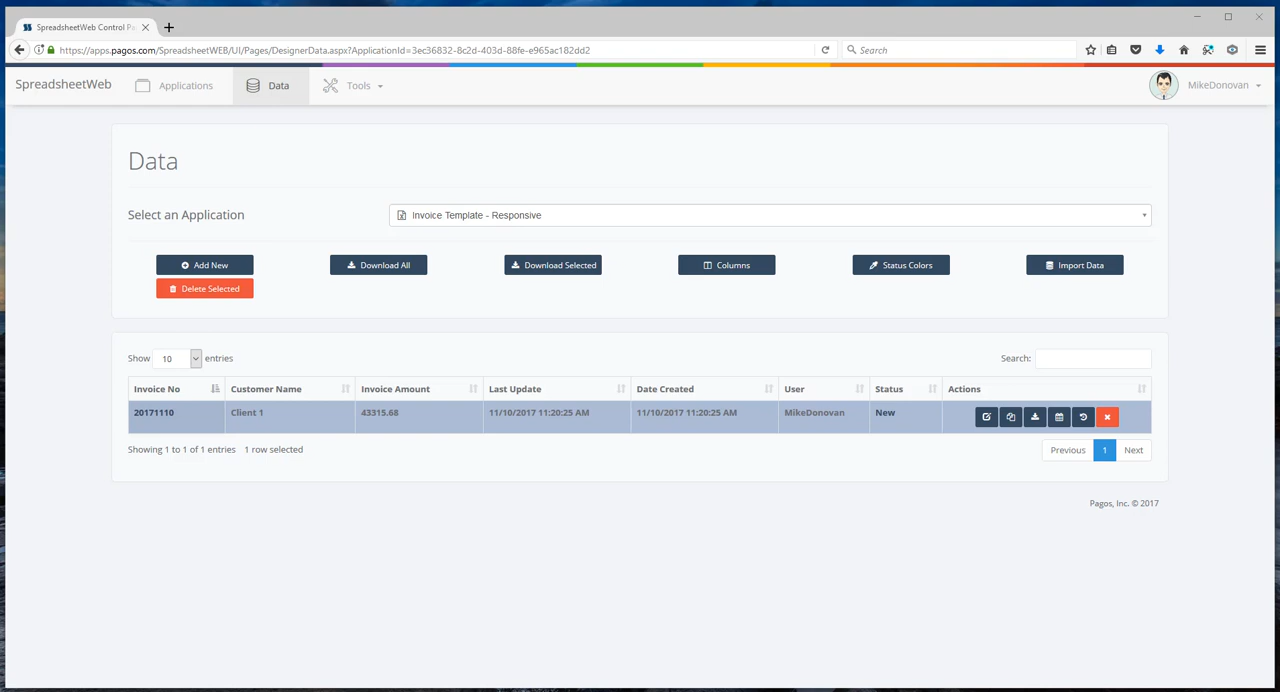 SpreadsheetWeb Control Pa
https://apps.pagos.com/SpreadsheetWEB/UI/Pages/DesignerData.aspx?ApplicationId=3ec36832-8c2d-403d-88fe-e965ac182dd2
Search
SpreadsheetWeb
Applications
Data
Tools
MikeDonovan
Data
Select an Application
Invoice Template - Responsive
Add New
Download All
Download Selected
Columns
Status Colors
Import Data
Delete Selected
Show 10 entries
Search:
Invoice No Customer Name Invoice Amount Last Update Date Created User Status Actions
20171110 Client 1 43315.68 11/10/2017 11:20:25 AM 11/10/2017 11:20:25 AM MikeDonovan New
Showing 1 to 1 of 1 entries 1 row selected
Previous 1 Next
Pagos, Inc. © 2017